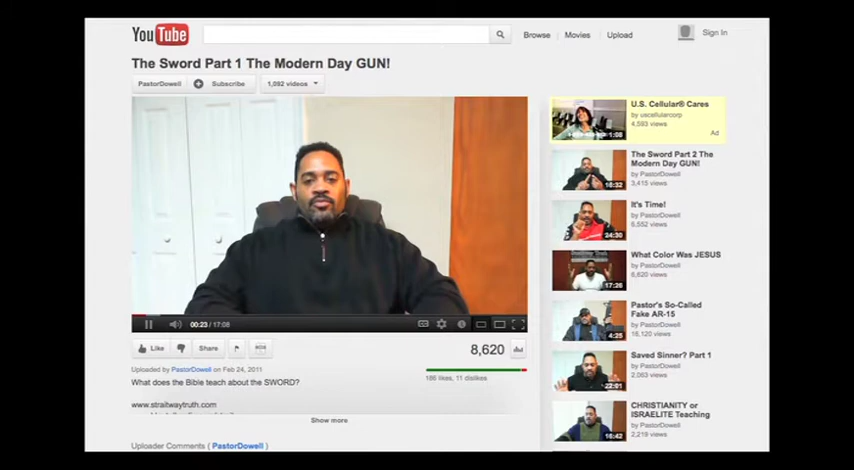 YouTube
Browse
Movies
Upload
Sign In
The Sword Part 1 The Modern Day GUN!
PastorDowell
Subscribe
1,092 videos
00:23 / 17:08
CC
Like
Share
8,620
Uploaded by PastorDowell on Feb 24, 2011
186 likes, 11 dislikes
What does the Bible teach about the SWORD?
www.straitwaytruth.com
Show more
Uploader Comments ( PastorDowell )
U.S. Cellular® Cares
by uscellularcorp
4,593 views
1:08
Ad
The Sword Part 2 The
Modern Day GUN!
by PastorDowell
3,415 views
18:32
It's Time!
by PastorDowell
6,552 views
24:30
What Color Was JESUS
by PastorDowell
6,620 views
17:26
Pastor's So-Called
Fake AR-15
by PastorDowell
16,120 views
4:25
Saved Sinner? Part 1
by PastorDowell
2,063 views
22:01
CHRISTIANITY or
ISRAELITE Teaching
by PastorDowell
2,219 views
16:42